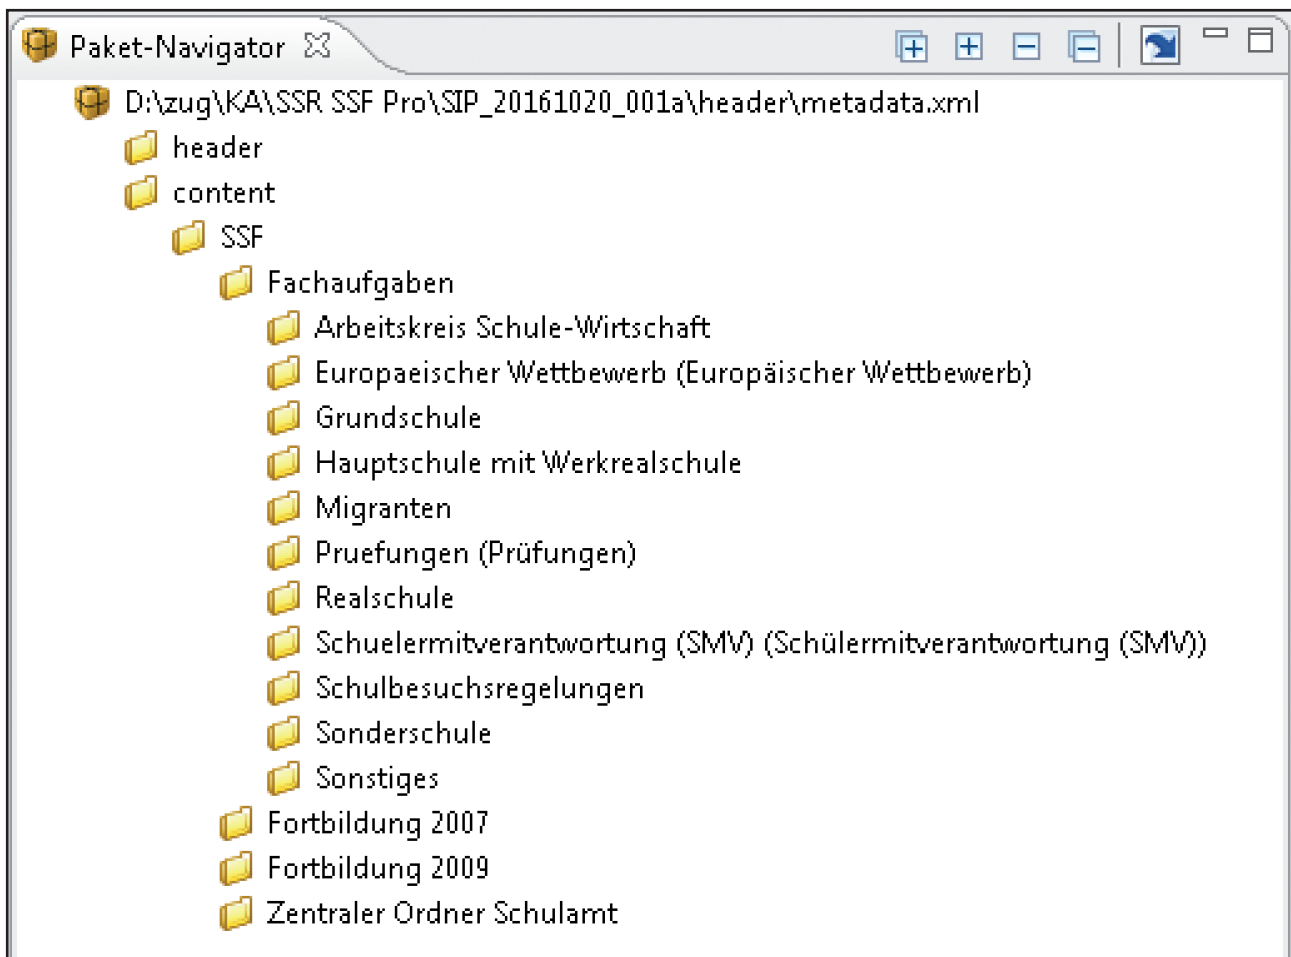 Paket-Navigator
D:\zug\KA\SSR SSF Pro\SIP_20161020_001a\header\metadata.xml
header
content
SSF
Fachaufgaben
Arbeitskreis Schule-Wirtschaft
Europaeischer Wettbewerb (Europäischer Wettbewerb)
Grundschule
Hauptschule mit Werkrealschule
Migranten
Pruefungen (Prüfungen)
Realschule
Schuelermitverantwortung (SMV) (Schülermitverantwortung (SMV))
Schulbesuchsregelungen
Sonderschule
Sonstiges
Fortbildung 2007
Fortbildung 2009
Zentraler Ordner Schulamt